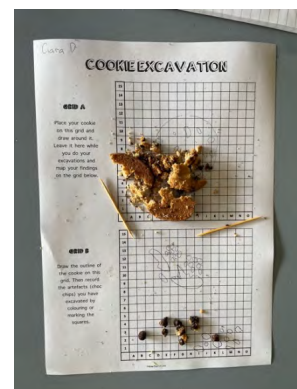 Ciara D
COOKIE EXCAVATION
GRID A
Place your cookie
on this grid and
draw around it.
Leave it here while
you do your
excavations and
map your findings
on the grid below.
GRID B
Draw the outline of
the cookie on this
grid. Then record
the artefacts (choc
chips) you have
excavated by
colouring or
marking the
squares.